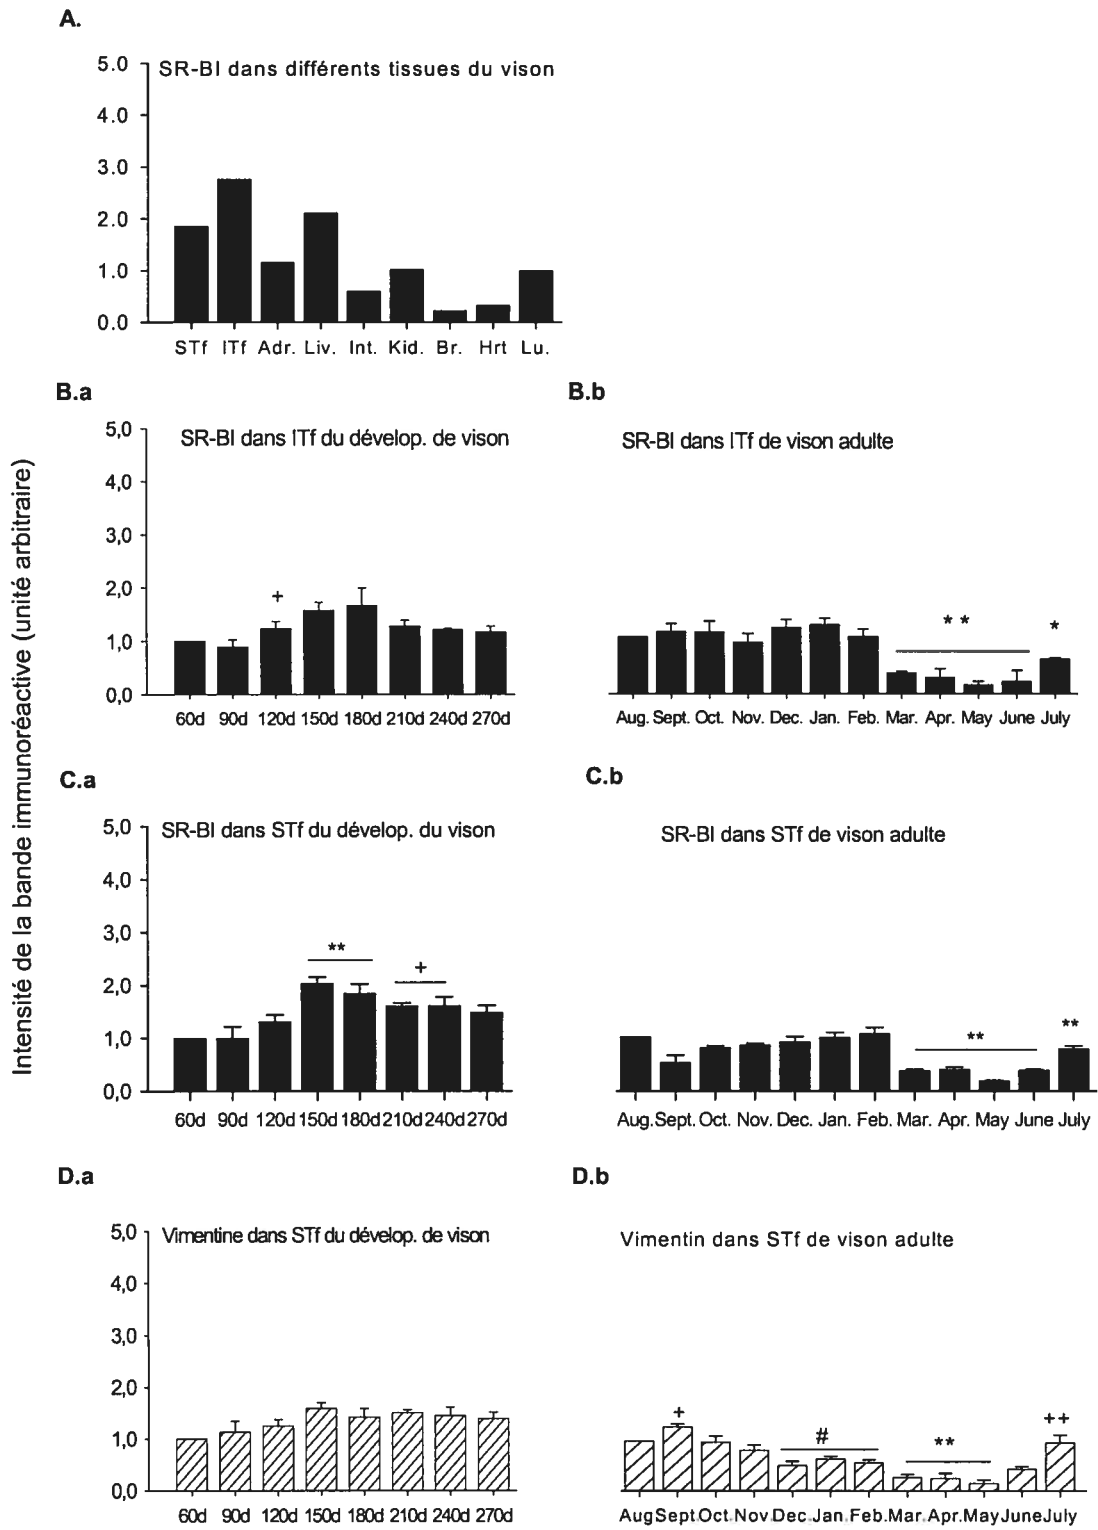 A.
SR-BI dans différents tissues du vison
5.0
4.0
3.0
2.0
1.0
0.0
STf ITf Adr. Liv. Int. Kid. Br. Hrt Lu.
Intensité de la bande immunoréactive (unité arbitraire)
B.a
SR-BI dans ITf du dévelop. de vison
5,0
4,0
3,0
2,0
1,0
0,0
+
60d 90d 120d 150d 180d 210d 240d 270d
B.b
SR-BI dans ITf de vison adulte
* *
*
Aug. Sept. Oct. Nov. Dec. Jan. Feb. Mar. Apr. May June July
C.a
SR-BI dans STf du dévelop. du vison
5,0
4,0
3,0
2,0
1,0
0,0
**
+
60d 90d 120d 150d 180d 210d 240d 270d
C.b
SR-BI dans STf de vison adulte
**
**
Aug. Sept. Oct. Nov. Dec. Jan. Feb. Mar. Apr. May June July
D.a
Vimentine dans STf du dévelop. de vison
5,0
4,0
3,0
2,0
1,0
0,0
60d 90d 120d 150d 180d 210d 240d 270d
D.b
Vimentin dans STf de vison adulte
+
#
**
++
Aug Sept. Oct. Nov. Dec. Jan. Feb. Mar. Apr. May June July